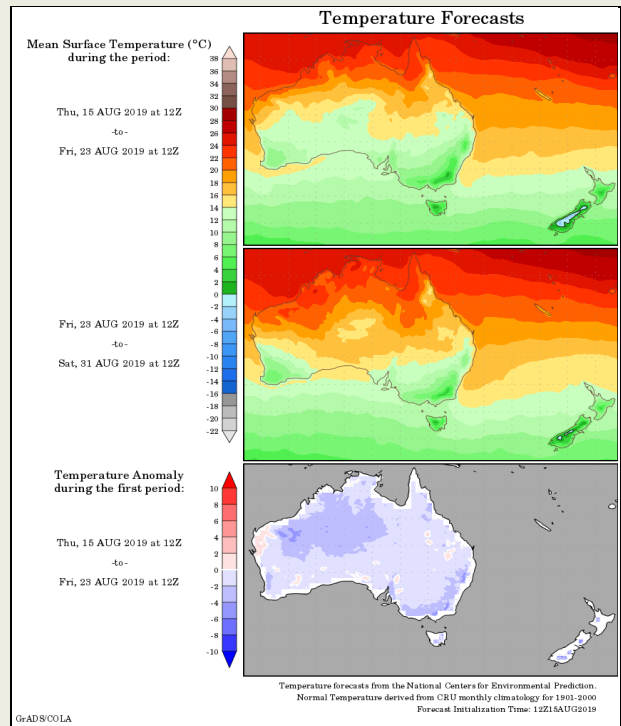 Temperature Forecasts
Mean Surface Temperature (°C)
during the period:
38
36
34
32
30
28
26
24
22
20
18
16
14
12
10
8
6
4
2
0
-2
-4
-6
-8
-10
-12
-14
-16
-18
-20
-22
Thu, 15 AUG 2019 at 12Z
-to-
Fri, 23 AUG 2019 at 12Z
Fri, 23 AUG 2019 at 12Z
-to-
Sat, 31 AUG 2019 at 12Z
Temperature Anomaly
during the first period:
10
8
6
4
2
0
-2
-4
-6
-8
-10
Thu, 15 AUG 2019 at 12Z
-to-
Fri, 23 AUG 2019 at 12Z
Temperature forecasts from the National Centers for Environmental Prediction.
Normal Temperature derived from CRU monthly climatology for 1901-2000
Forecast Initialization Time: 12Z15AUG2019
GrADS/COLA